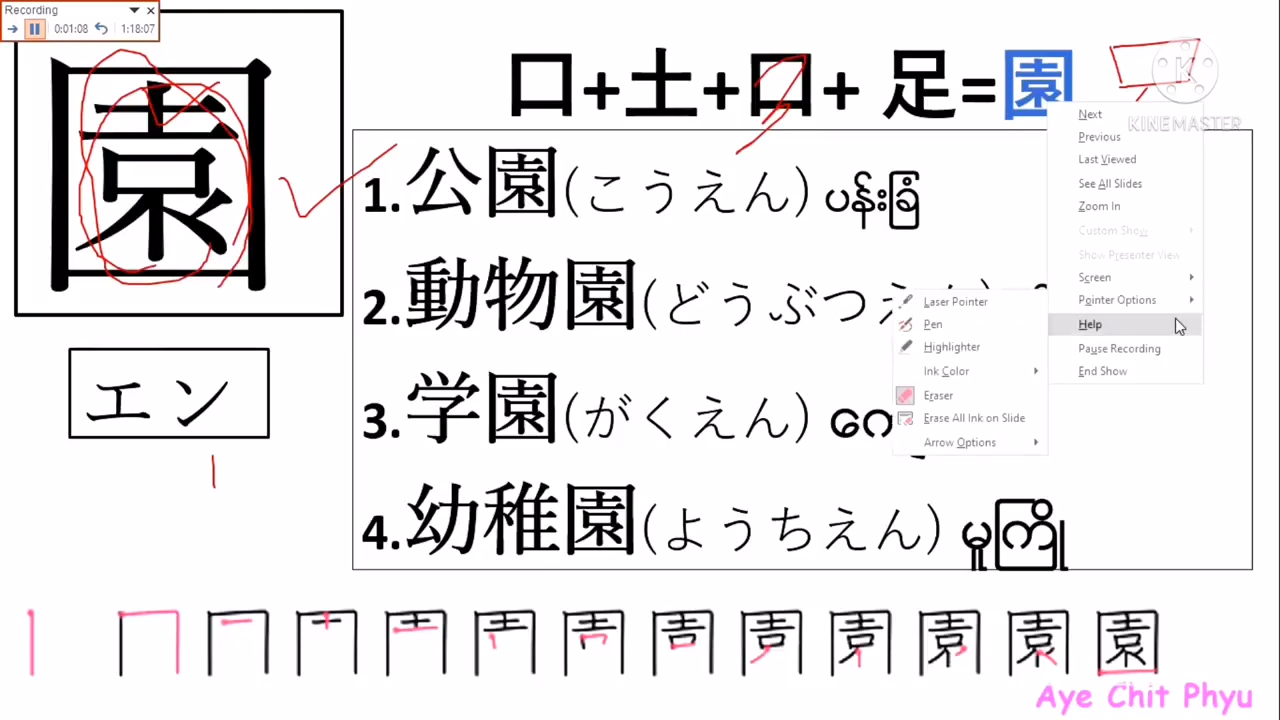 Recording
0:01:08 1:18:07
園
口+土+口+ 足=園
KINEMASTER
エン
1.公園(こうえん) ပန်းခြံ
2.動物園(どうぶつえ
3.学園(がくえん)
4.幼稚園(ようちえん) မူကြို
Next
Previous
Last Viewed
See All Slides
Zoom In
Custom Show
Show Presenter View
Screen
Pointer Options
Help
Pause Recording
End Show
Laser Pointer
Pen
Highlighter
Ink Color
Eraser
Erase All Ink on Slide
Arrow Options
園
Aye Chit Phyu